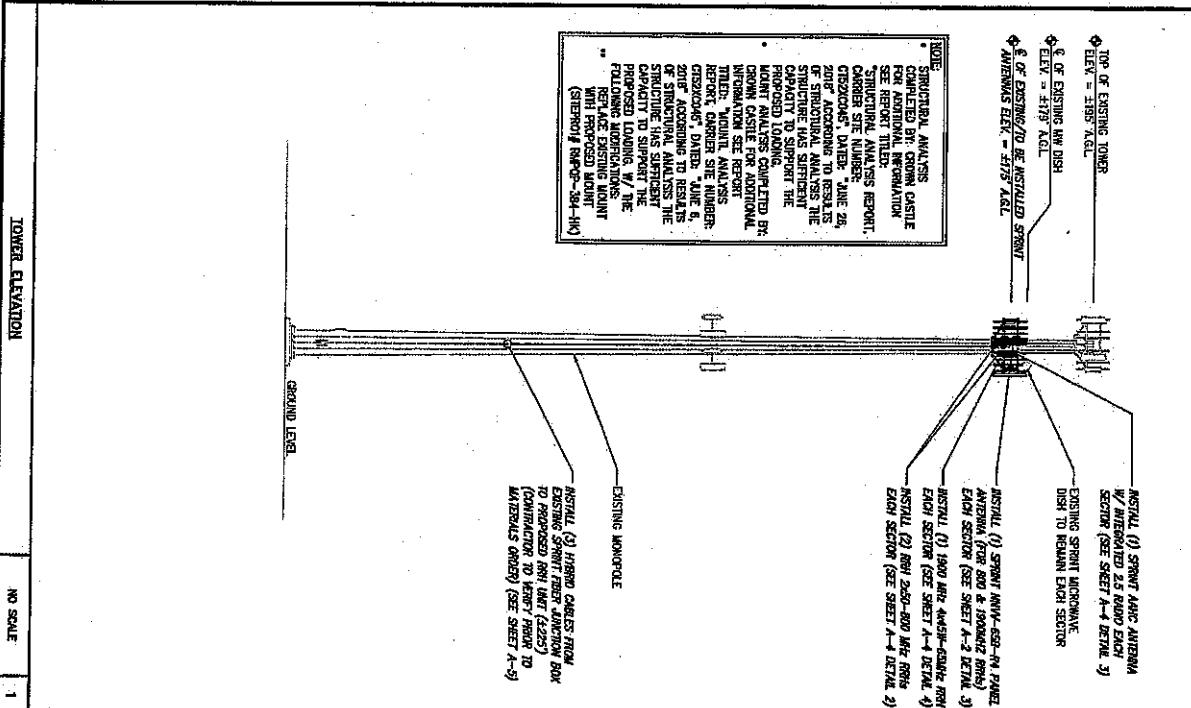 TOP OF EXISTING TOWER
ELEV. = ±195' A.G.L.
℄ OF EXISTING MW DISH
ELEV. = ±179' A.G.L.
℄ OF EXISTING/TO BE INSTALLED SPRINT
ANTENNAS ELEV. = ±175' A.G.L.
NOTE:
* STRUCTURAL ANALYSIS
COMPLETED BY: CROWN CASTLE
FOR ADDITIONAL INFORMATION
SEE REPORT TITLED:
"STRUCTURAL ANALYSIS REPORT,
CARRIER SITE NUMBER:
CT52XC045", DATED: "JUNE 28,
2018" ACCORDING TO RESULTS
OF STRUCTURAL ANALYSIS THE
STRUCTURE HAS SUFFICIENT
CAPACITY TO SUPPORT THE
PROPOSED LOADING.
* MOUNT ANALYSIS COMPLETED BY:
CROWN CASTLE FOR ADDITIONAL
INFORMATION SEE REPORT
TITLED: "MOUNT ANALYSIS
REPORT, CARRIER SITE NUMBER:
CT52XC045", DATED: "JUNE 6,
2018" ACCORDING TO RESULTS
OF STRUCTURAL ANALYSIS THE
STRUCTURE HAS SUFFICIENT
CAPACITY TO SUPPORT THE
PROPOSED LOADING. W/ THE
FOLLOWING MODIFICATIONS:
** REPLACE EXISTING MOUNT
WITH PROPOSED MOUNT
(SITEPRO1# RMQP-384-HK)
INSTALL (1) SPRINT AAHC ANTENNA
W/ INTEGRATED 2.5 RADIO EACH
SECTOR (SEE SHEET A-4 DETAIL 3)
EXISTING SPRINT MICROWAVE
DISH TO REMAIN EACH SECTOR
INSTALL (1) SPRINT NNVV-65B-R4 PANEL
ANTENNA (FOR 800 & 1900MHZ RRHs)
EACH SECTOR (SEE SHEET A-2 DETAIL 3)
INSTALL (1) 1900 MHz 4x45W-65MHz RRH
EACH SECTOR (SEE SHEET A-4 DETAIL 4)
INSTALL (2) RRH 2x50-800 MHz RRHs
EACH SECTOR (SEE SHEET A-4 DETAIL 2)
EXISTING MONOPOLE
INSTALL (3) HYBRID CABLES FROM
EXISTING SPRINT FIBER JUNCTION BOX
TO PROPOSED RRH UNIT (±225')
(CONTRACTOR TO VERIFY PRIOR TO
MATERIALS ORDER) (SEE SHEET A-5)
GROUND LEVEL
TOWER ELEVATION
NO SCALE
1